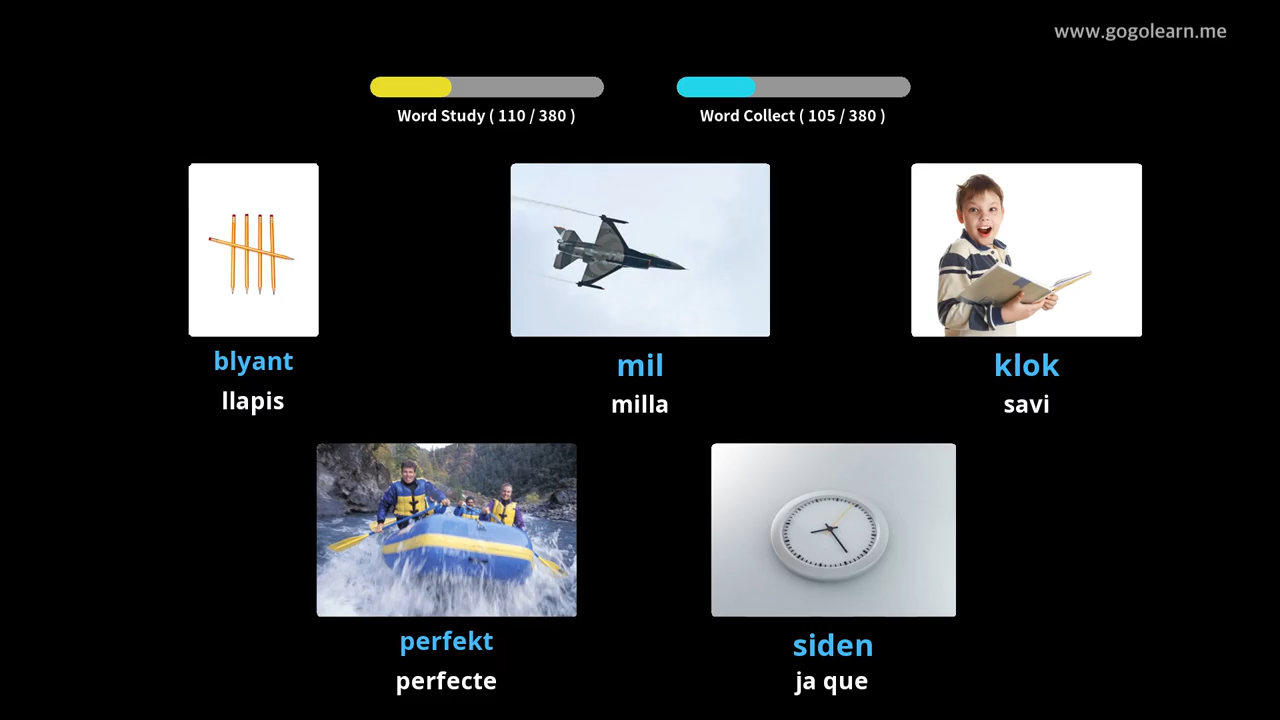 www.gogolearn.me
Word Study ( 110 / 380 )
Word Collect ( 105 / 380 )
blyant
llapis
mil
milla
klok
savi
perfekt
perfecte
siden
ja que